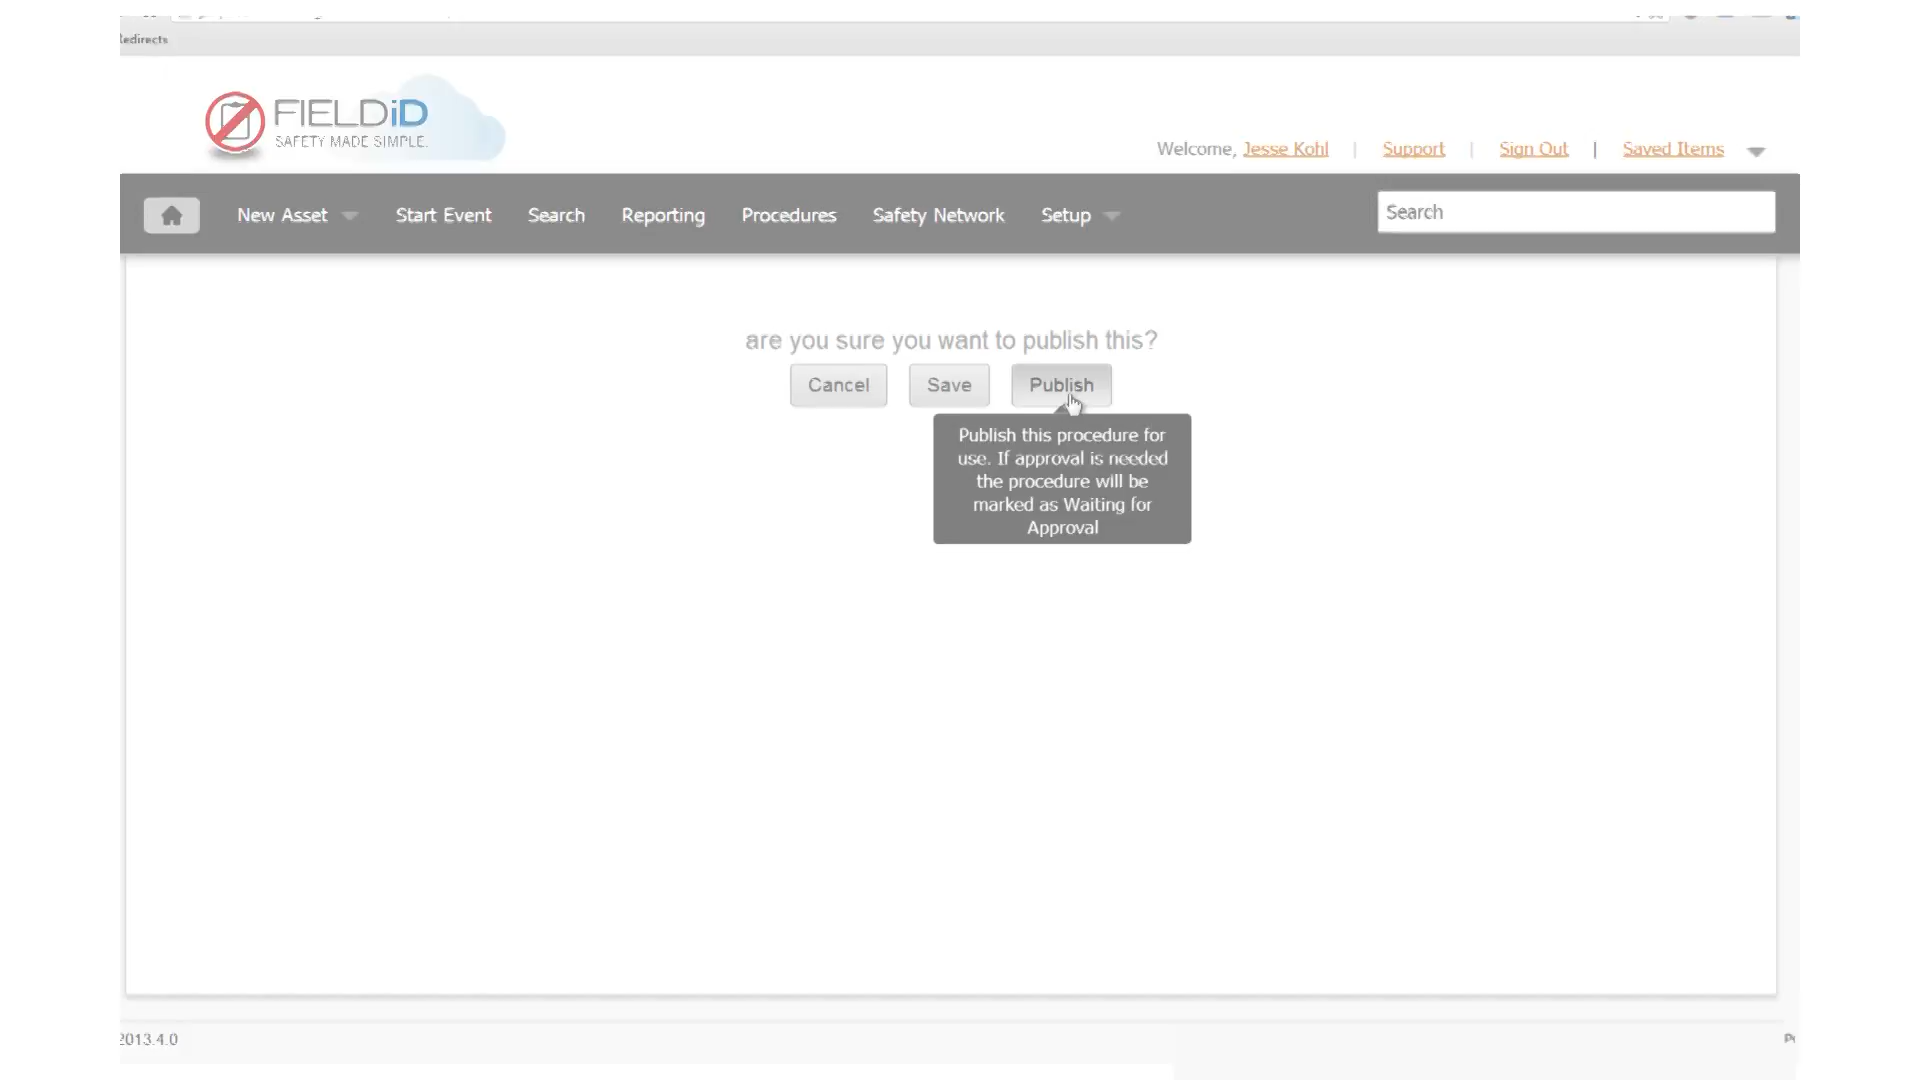 Redirects
FIELDiD
SAFETY MADE SIMPLE.
Welcome, Jesse Kohl | Support | Sign Out | Saved Items
New Asset Start Event Search Reporting Procedures Safety Network Setup Search
are you sure you want to publish this?
Cancel Save Publish
Publish this procedure for
use. If approval is needed
the procedure will be
marked as Waiting for
Approval
2013.4.0